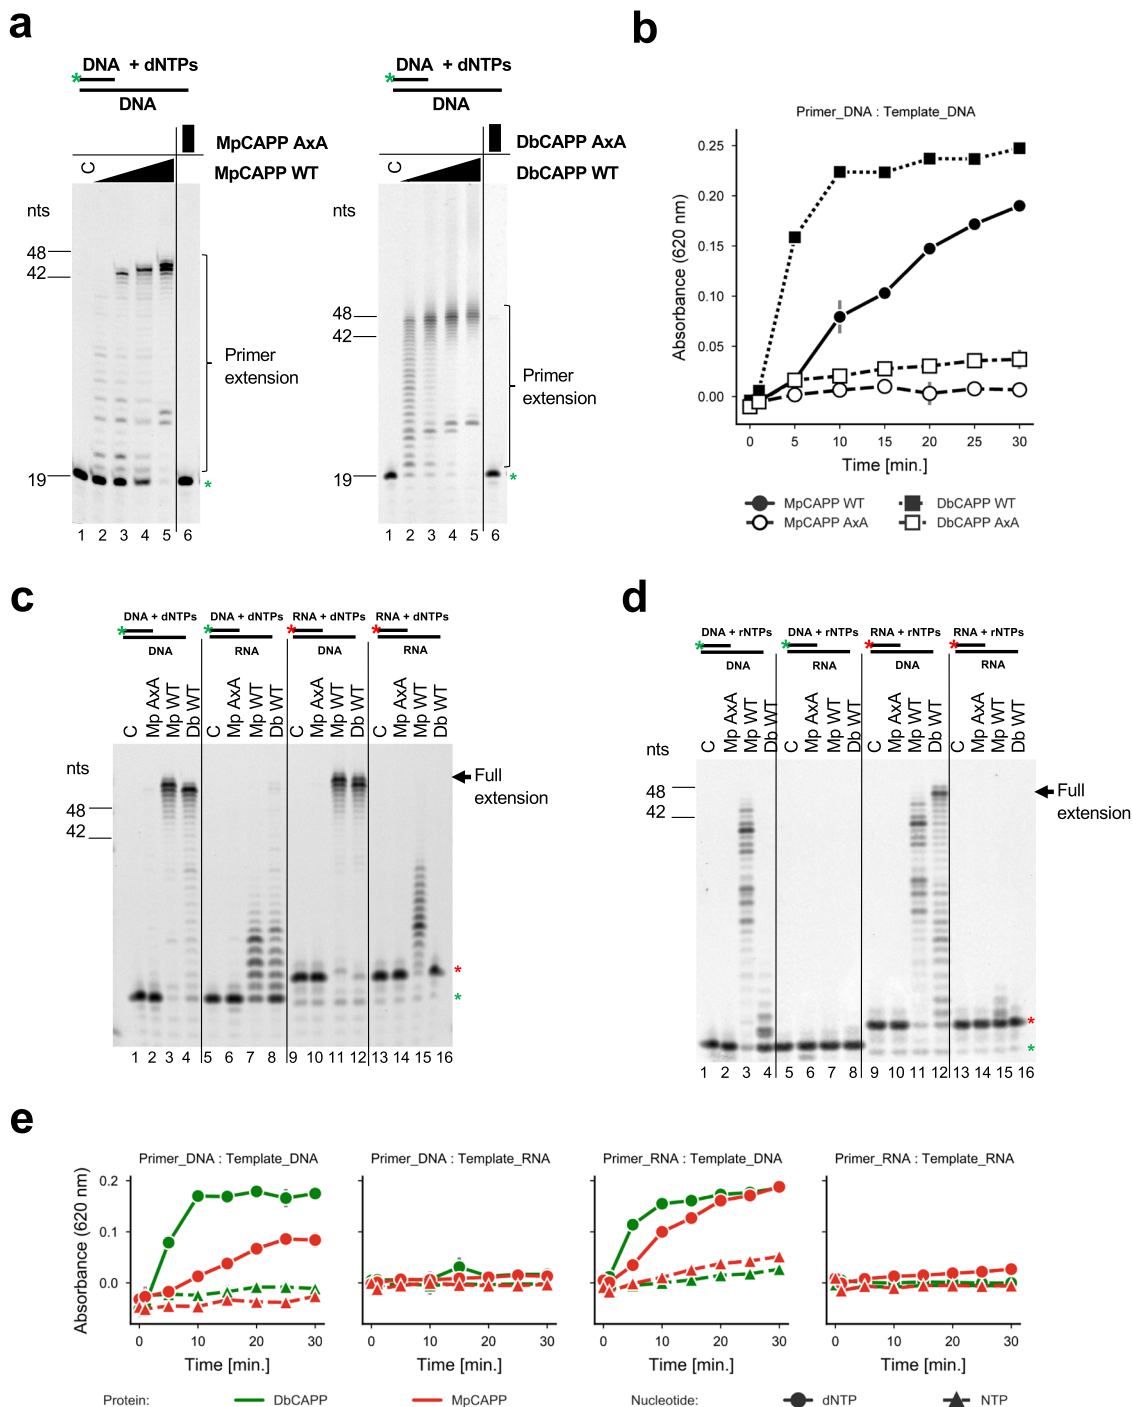 a
DNA + dNTPs
*
DNA
MpCAPP AxA
C
MpCAPP WT
nts
48
42
Primer
extension
19
*
1 2 3 4 5 6
DNA + dNTPs
*
DNA
DbCAPP AxA
C
DbCAPP WT
nts
48
42
Primer
extension
19
*
1 2 3 4 5 6
b
Primer_DNA : Template_DNA
Absorbance (620 nm)
0.25
0.20
0.15
0.10
0.05
0.00
0 5 10 15 20 25 30
Time [min.]
MpCAPP WT DbCAPP WT
MpCAPP AxA DbCAPP AxA
c
DNA + dNTPs DNA + dNTPs RNA + dNTPs RNA + dNTPs
* * * *
DNA RNA DNA RNA
C Mp AxA Mp WT Db WT C Mp AxA Mp WT Db WT C Mp AxA Mp WT Db WT C Mp AxA Mp WT Db WT
nts
Full
extension
48
42
*
*
1 2 3 4 5 6 7 8 9 10 11 12 13 14 15 16
d
DNA + rNTPs DNA + rNTPs RNA + rNTPs RNA + rNTPs
* * * *
DNA RNA DNA RNA
C Mp AxA Mp WT Db WT C Mp AxA Mp WT Db WT C Mp AxA Mp WT Db WT C Mp AxA Mp WT Db WT
nts
48
42
Full
extension
*
*
1 2 3 4 5 6 7 8 9 10 11 12 13 14 15 16
e
Primer_DNA : Template_DNA Primer_DNA : Template_RNA Primer_RNA : Template_DNA Primer_RNA : Template_RNA
Absorbance (620 nm)
0.2
0.1
0.0
0 10 20 30 0 10 20 30 0 10 20 30 0 10 20 30
Time [min.] Time [min.] Time [min.] Time [min.]
Protein: DbCAPP MpCAPP Nucleotide: dNTP NTP